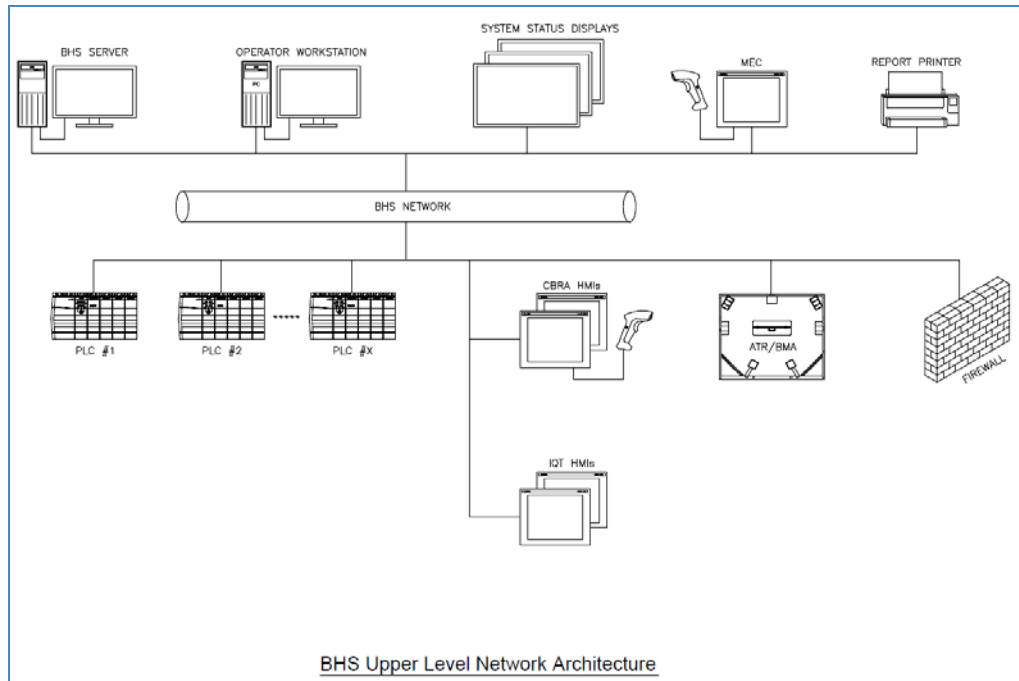 SYSTEM STATUS DISPLAYS
BHS SERVER
OPERATOR WORKSTATION
MEC
REPORT PRINTER
PC
BHS NETWORK
CBRA HMIs
PLC #1
PLC #2
PLC #X
ATR/BMA
FIREWALL
IQT HMIs
BHS Upper Level Network Architecture